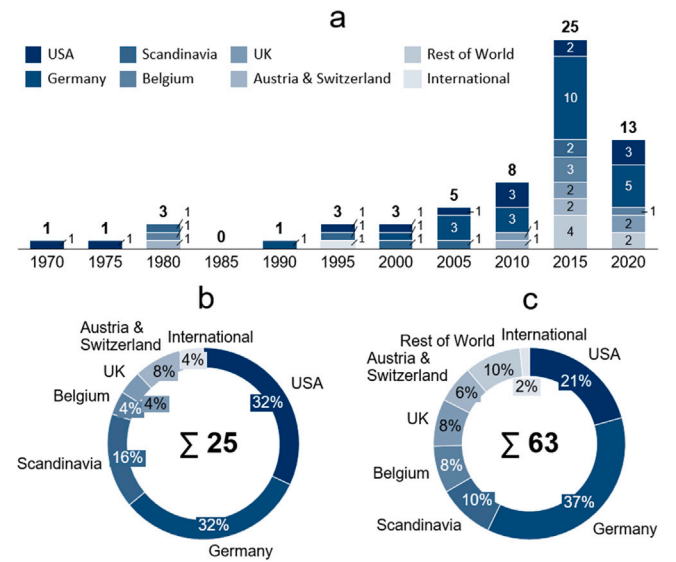 a
USA Scandinavia UK Rest of World
Germany Belgium Austria & Switzerland International
1 1 3 0 1 3 3 5 8 25 13
1 1 1 1 1 1 1 1 1 1 1 1 1 3 1 3 3 1 1 2 10 2 3 2 2 4 3 5 1 2 2
1970 1975 1980 1985 1990 1995 2000 2005 2010 2015 2020
b
Austria &
Switzerland
International
UK
Belgium
Scandinavia
USA
Germany
4%
8%
4%
4%
16%
32%
32%
∑ 25
c
Rest of World
International
Austria &
Switzerland
UK
Belgium
Scandinavia
USA
Germany
10%
2%
6%
8%
8%
10%
21%
37%
∑ 63